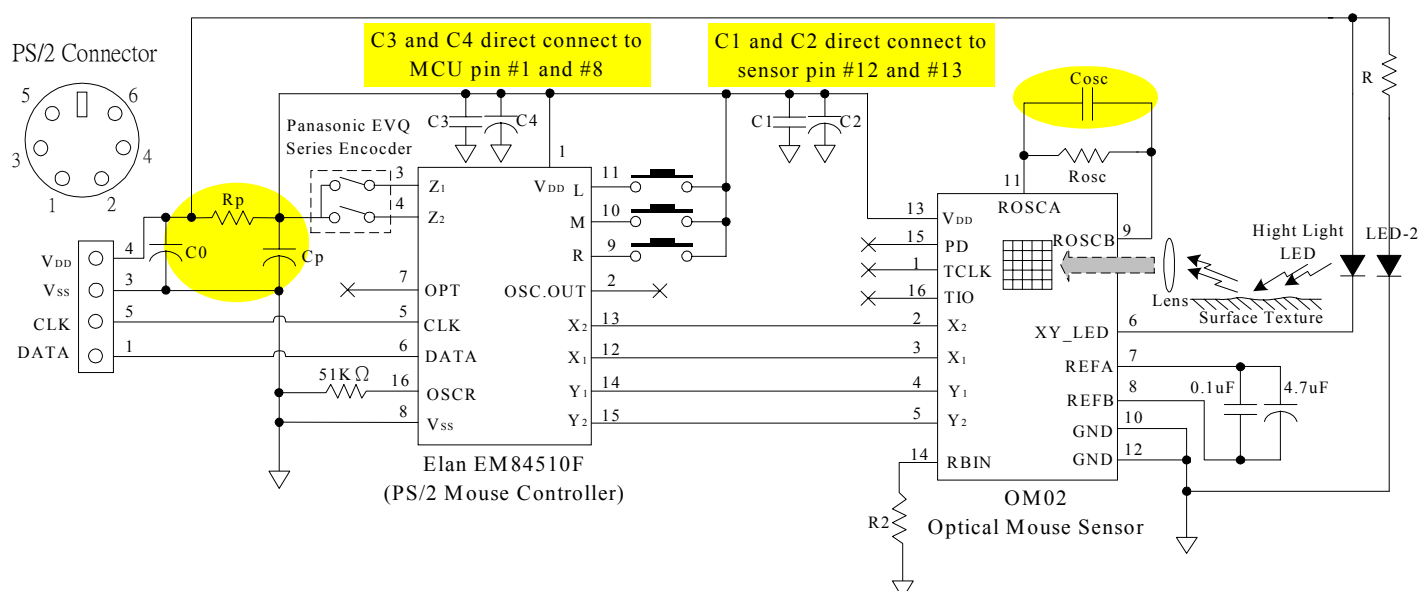 PS/2 Connector
5
6
3
4
1
2
C3 and C4 direct connect to
MCU pin #1 and #8
C1 and C2 direct connect to
sensor pin #12 and #13
Cosc
Rosc
R
C3
C4
C1
C2
Panasonic EVQ
Series Encocder
Rp
C0
Cp
VDD 4
VSS 3
CLK 5
DATA 1
3 Z1
4 Z2
7 OPT
5 CLK
6 DATA
51KΩ 16 OSCR
8 VSS
1
VDD
L 11
M 10
R 9
OSC.OUT 2
X2 13
X1 12
Y1 14
Y2 15
Elan EM84510F
(PS/2 Mouse Controller)
11
ROSCA
13 VDD
15 PD
1 TCLK
16 TIO
2 X2
3 X1
4 Y1
5 Y2
14 RBIN
R2
ROSCB 9
XY_LED 6
REFA 7
REFB 8
GND 10
GND 12
OM02
Optical Mouse Sensor
Lens
Hight Light
LED
LED-2
Surface Texture
0.1uF
4.7uF